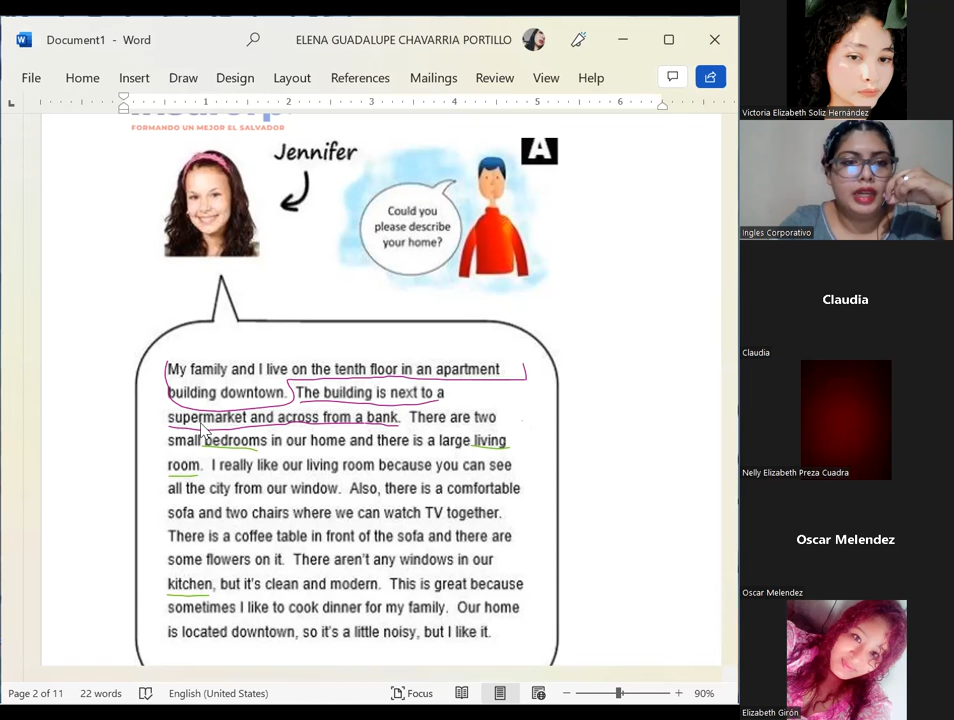 Document1 - Word
ELENA GUADALUPE CHAVARRIA PORTILLO
File Home Insert Draw Design Layout References Mailings Review View Help
1 2 3 4 5 6
FORMANDO UN MEJOR EL SALVADOR
Jennifer
A
Could you
please describe
your home?
My family and I live on the tenth floor in an apartment
building downtown. The building is next to a
supermarket and across from a bank. There are two
small bedrooms in our home and there is a large living
room. I really like our living room because you can see
all the city from our window. Also, there is a comfortable
sofa and two chairs where we can watch TV together.
There is a coffee table in front of the sofa and there are
some flowers on it. There aren't any windows in our
kitchen, but it's clean and modern. This is great because
sometimes I like to cook dinner for my family. Our home
is located downtown, so it's a little noisy, but I like it.
Page 2 of 11 22 words English (United States) Focus 90%
Victoria Elizabeth Soliz Hernández
Ingles Corporativo
Claudia
Claudia
Nelly Elizabeth Preza Cuadra
Oscar Melendez
Oscar Melendez
Elizabeth Girón